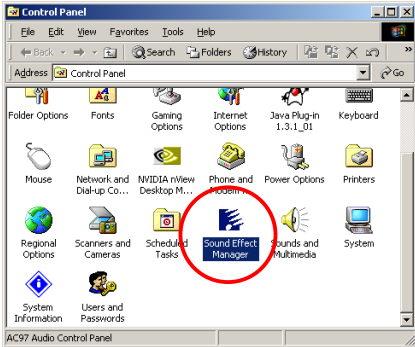 Control Panel
File Edit View Favorites Tools Help
Back Search Folders History »
Address Control Panel Go
Folder Options Fonts Gaming Options Internet Options Java Plug-in 1.3.1_01 Keyboard
Mouse Network and Dial-up Co... NVIDIA nView Desktop M... Phone and Modem ... Power Options Printers
Regional Options Scanners and Cameras Scheduled Tasks Sound Effect Manager Sounds and Multimedia System
System Information Users and Passwords
AC97 Audio Control Panel